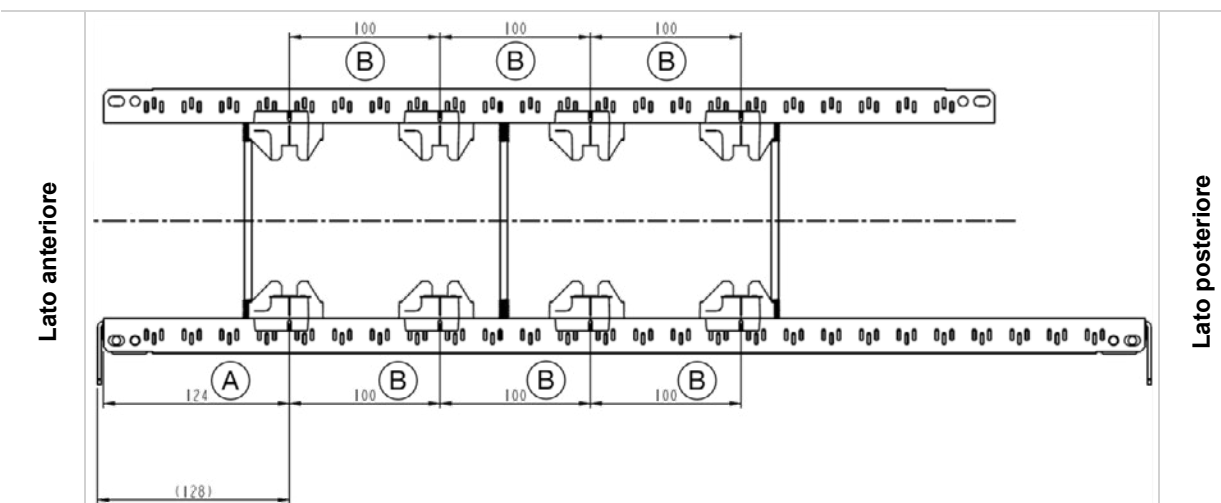 100 100 100
B B B
Lato anteriore
Lato posteriore
A B B B
124 100 100 100
(128)